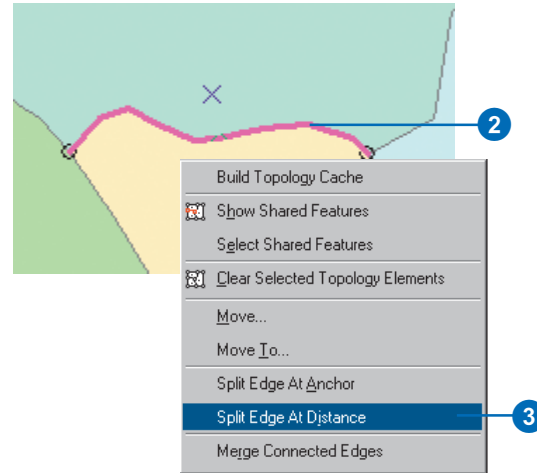 2
Build Topology Cache
Show Shared Features
Select Shared Features
Clear Selected Topology Elements
Move...
Move To...
Split Edge At Anchor
Split Edge At Distance
3
Merge Connected Edges